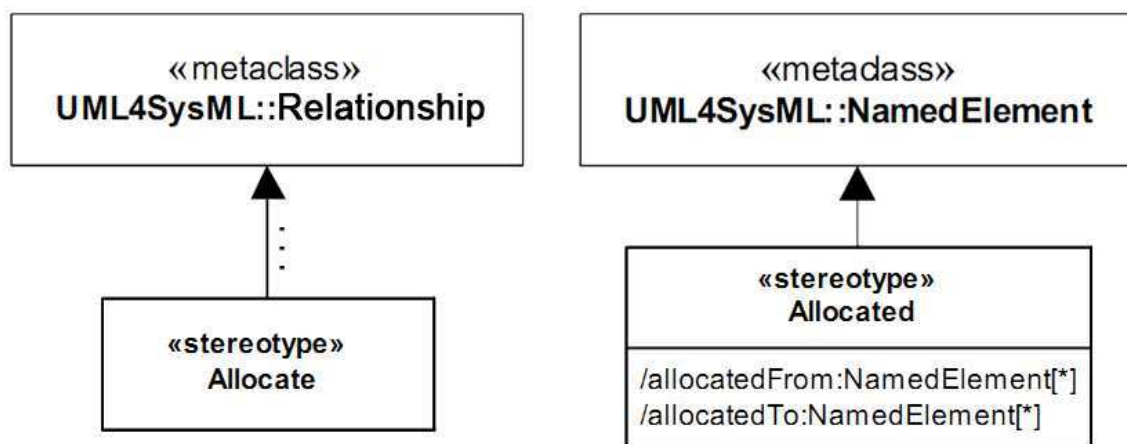 «metaclass»
UML4SysML::Relationship
«metadass»
UML4SysML::NamedElement
«stereotype»
Allocate
«stereotype»
Allocated
/allocatedFrom:NamedElement[*]
/allocatedTo:NamedElement[*]